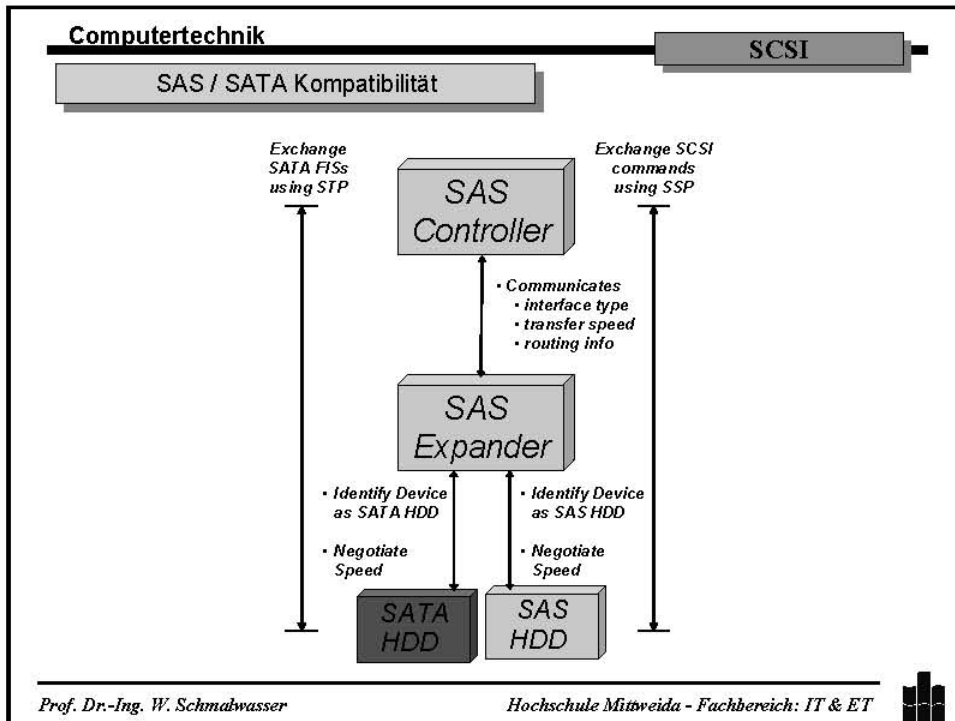 Computertechnik
SCSI
SAS / SATA Kompatibilität
Exchange
SATA FISs
using STP
Exchange SCSI
commands
using SSP
SAS
Controller
• Communicates
• interface type
• transfer speed
• routing info
SAS
Expander
• Identify Device
as SATA HDD
• Negotiate
Speed
• Identify Device
as SAS HDD
• Negotiate
Speed
SATA
HDD
SAS
HDD
Prof. Dr.-Ing. W. Schmalwasser
Hochschule Mittweida - Fachbereich: IT & ET